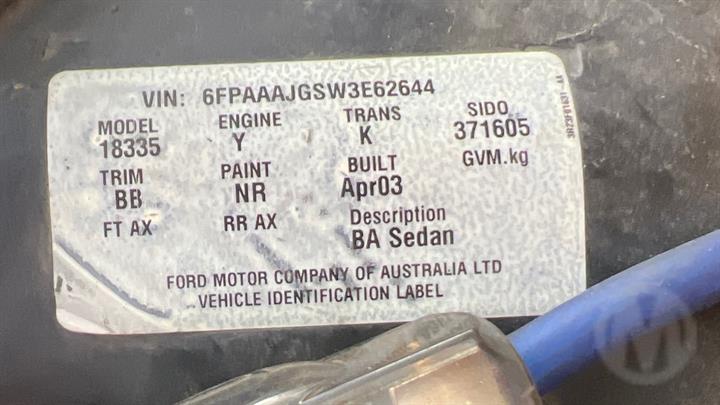 VIN: 6FPAAAJGSW3E62644
MODEL ENGINE TRANS SIDO
18335 Y K 371605
TRIM PAINT BUILT GVM.kg
BB NR Apr03
FT AX RR AX Description
BA Sedan
FORD MOTOR COMPANY OF AUSTRALIA LTD
VEHICLE IDENTIFICATION LABEL
M